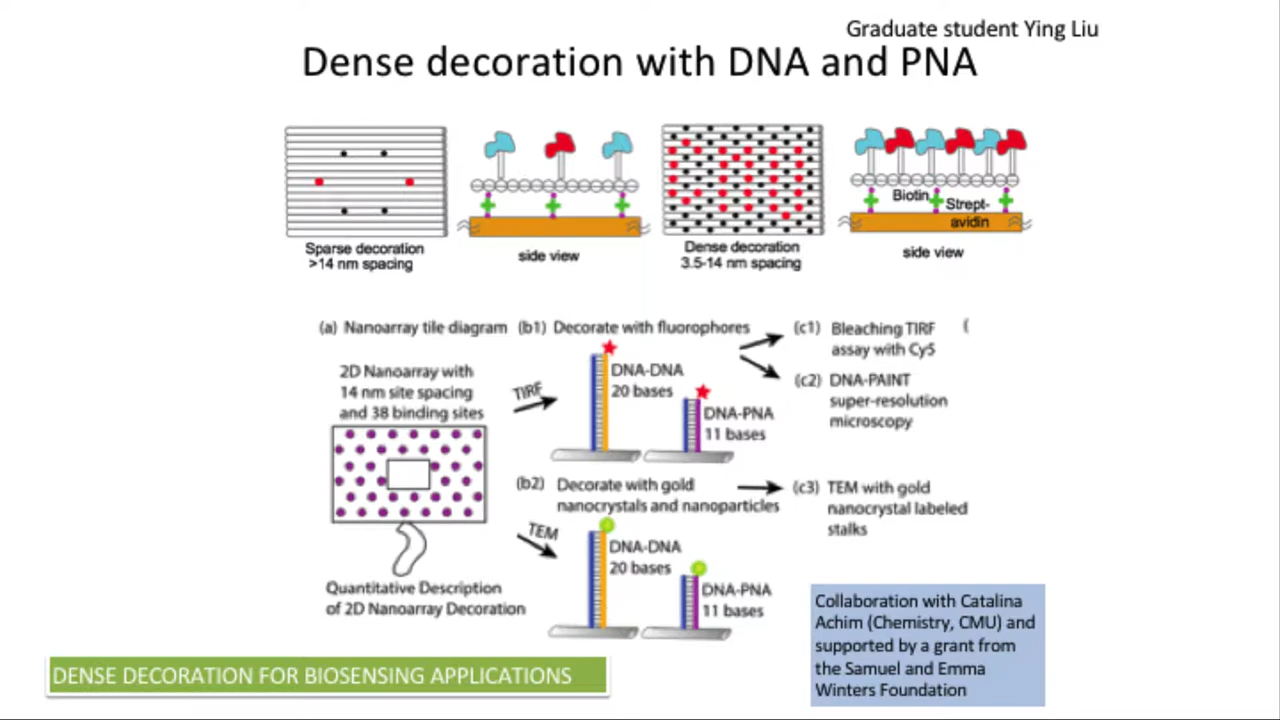 Graduate student Ying Liu
Dense decoration with DNA and PNA
Sparse decoration
>14 nm spacing
side view
Dense decoration
3.5-14 nm spacing
Biotin
Strept-
avidin
side view
(a) Nanoarray tile diagram
2D Nanoarray with
14 nm site spacing
and 38 binding sites
Quantitative Description
of 2D Nanoarray Decoration
(b1) Decorate with fluorophores
TIRF
DNA-DNA
20 bases
DNA-PNA
11 bases
(c1) Bleaching TIRF
assay with Cy5
(
(c2) DNA-PAINT
super-resolution
microscopy
(b2) Decorate with gold
nanocrystals and nanoparticles
TEM
DNA-DNA
20 bases
DNA-PNA
11 bases
(c3) TEM with gold
nanocrystal labeled
stalks
Collaboration with Catalina
Achim (Chemistry, CMU) and
supported by a grant from
the Samuel and Emma
Winters Foundation
DENSE DECORATION FOR BIOSENSING APPLICATIONS